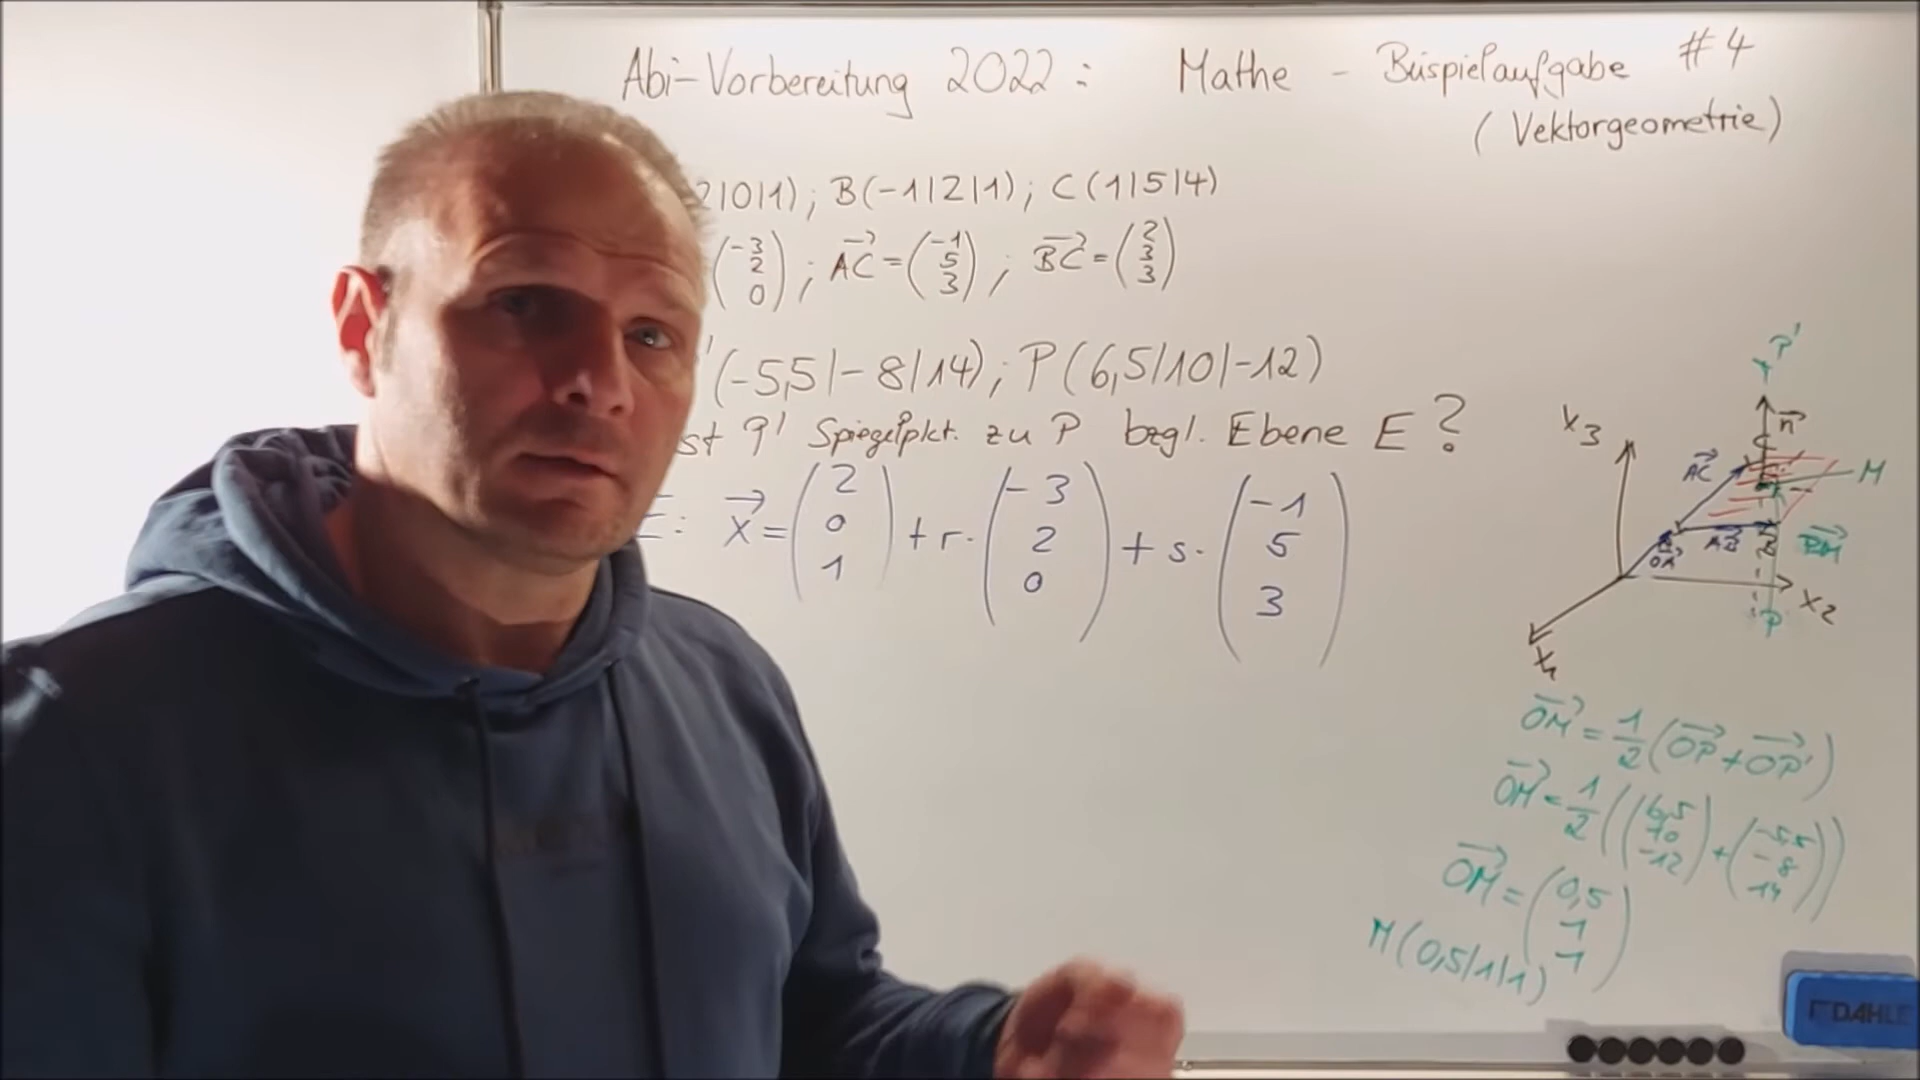 Abi-Vorbereitung 2022: Mathe - Beispielaufgabe #4
(Vektorgeometrie)
2|0|1); B(-1|2|1); C(1|5|4)
(-3 2 0); AC=(-1 5 3); BC=(2 3 3)
'(-5,5|-8|14); P(6,5|10|-12)
st P' Spiegelpkt. zu P bzgl. Ebene E?
E: X=(2 0 1)+r·(-3 2 0)+s·(-1 5 3)
P'
n
C
X3
AC
M
AB
B
OA
X2
P
X1
OM=1/2(OP+OP')
OM=1/2((6,5 10 -12)+(-5,5 -8 14))
OM=(0,5 1 1)
M(0,5|1|1)
DAHLE